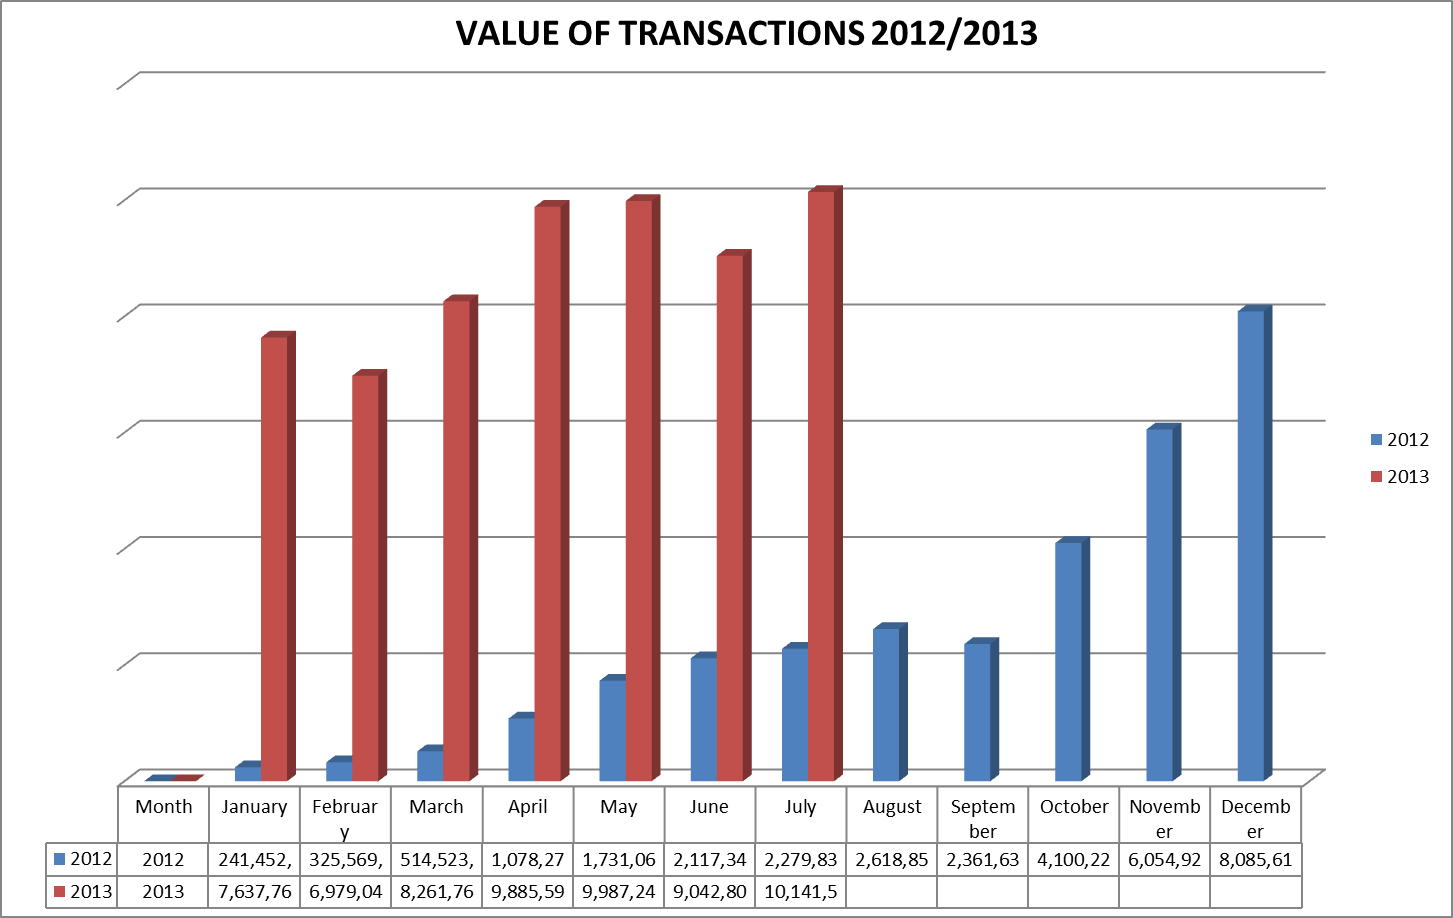 VALUE OF TRANSACTIONS 2012/2013
2012
2013
Month January Februar March April May June July August Septem October Novemb Decemb
y ber er er
2012 2012 241,452, 325,569, 514,523, 1,078,27 1,731,06 2,117,34 2,279,83 2,618,85 2,361,63 4,100,22 6,054,92 8,085,61
2013 2013 7,637,76 6,979,04 8,261,76 9,885,59 9,987,24 9,042,80 10,141,5